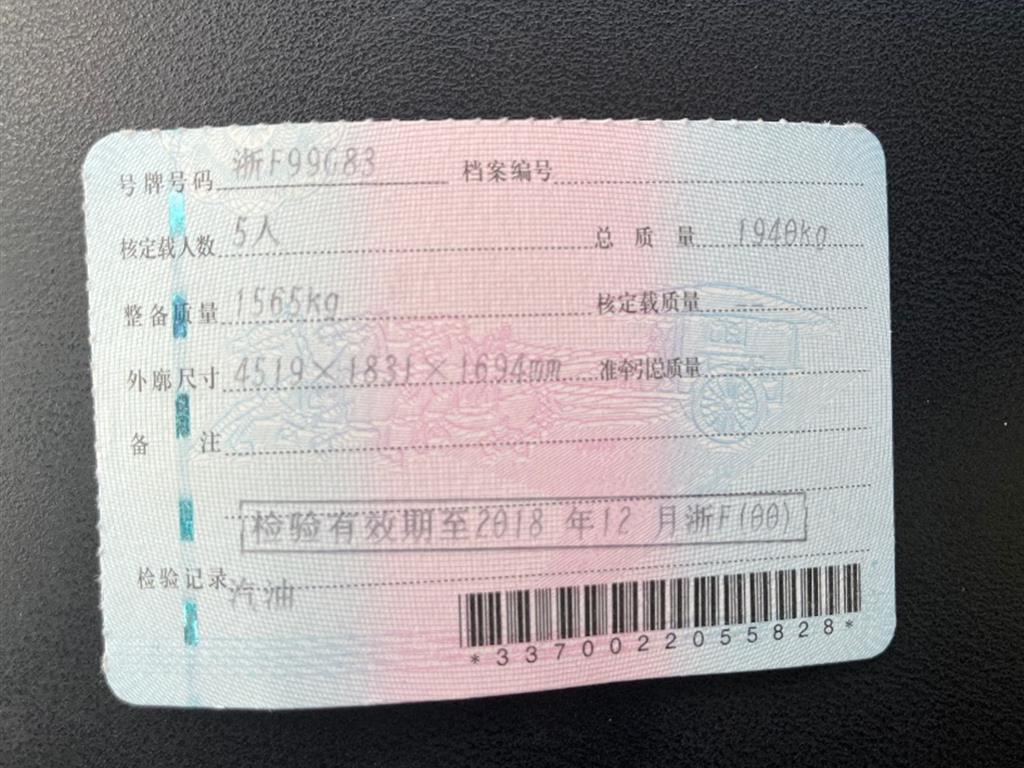 号牌号码 浙F99G83 档案编号
核定载人数 5人 总质量 1940kg
整备质量 1565kg 核定载质量 --
外廓尺寸 4519×1831×1694mm 准牵引总质量 --
备注
检验有效期至2018 年12 月浙F(00)
检验记录 汽油
*3370022055828*